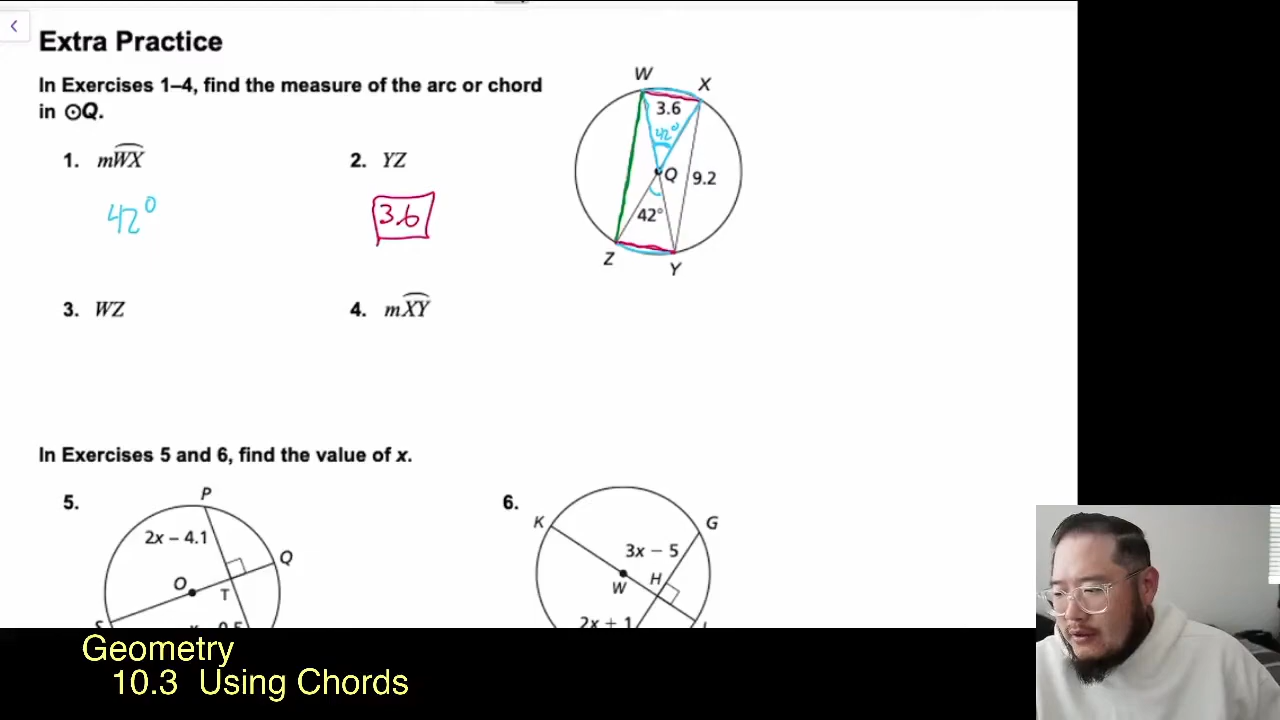 Extra Practice
In Exercises 1–4, find the measure of the arc or chord
in ⊙Q.
1. mWX
2. YZ
42°
3.6
3. WZ
4. mXY
W
X
3.6
42°
Q
9.2
42°
Z
Y
In Exercises 5 and 6, find the value of x.
5.
P
2x – 4.1
Q
O
T
S
6.
K
G
3x – 5
H
W
2x + 1
Geometry
10.3 Using Chords